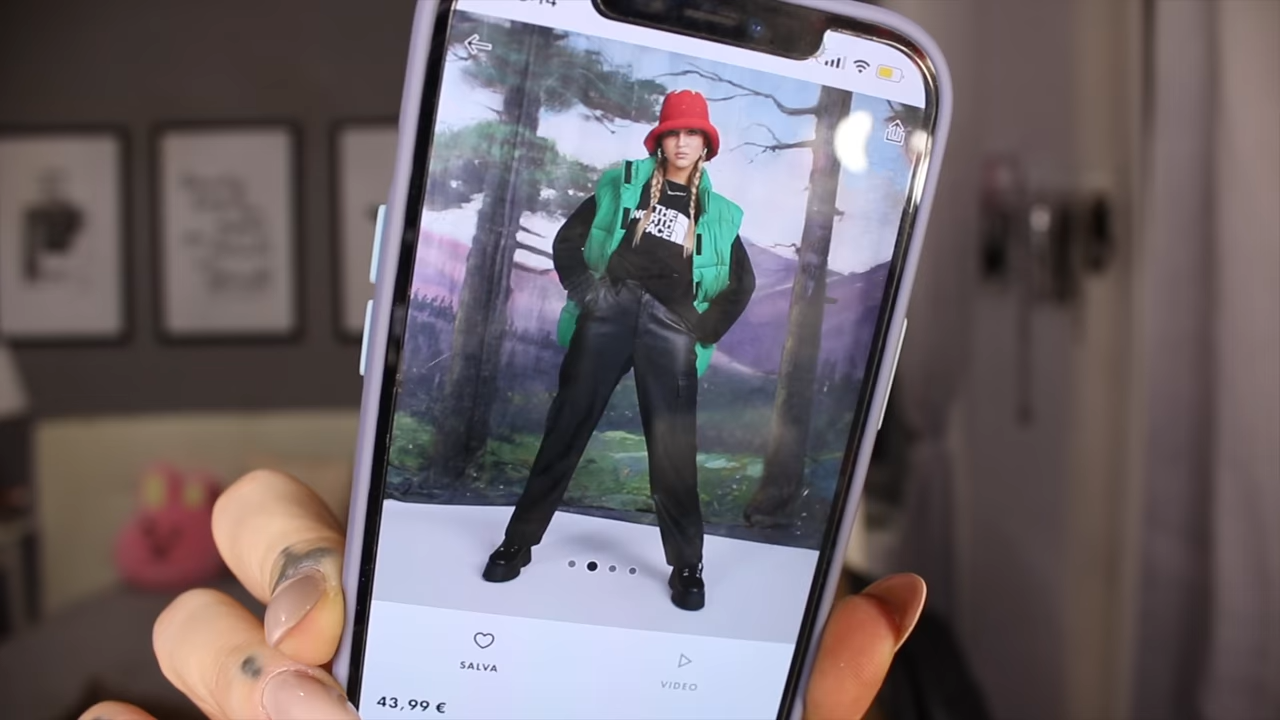 THE
NORTH
FACE
SALVA
VIDEO
43,99 €